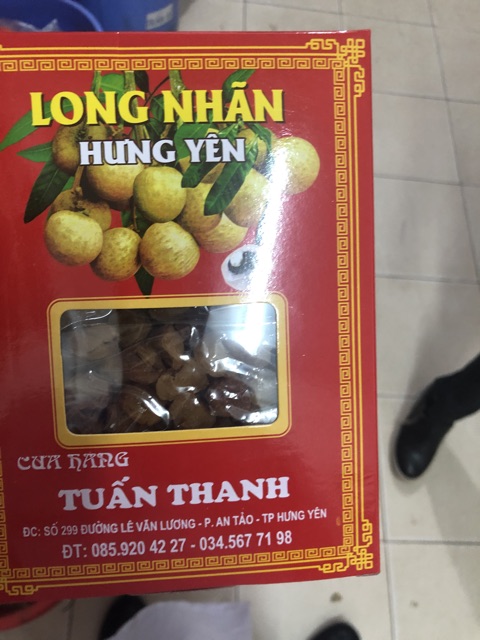 LONG NHÃN
HƯNG YÊN
CUA HANG
TUẤN THANH
ĐC: SỐ 299 ĐƯỜNG LÊ VĂN LƯƠNG - P. AN TẢO - TP HƯNG YÊN
ĐT: 085.920 42 27 - 034.567 71 98